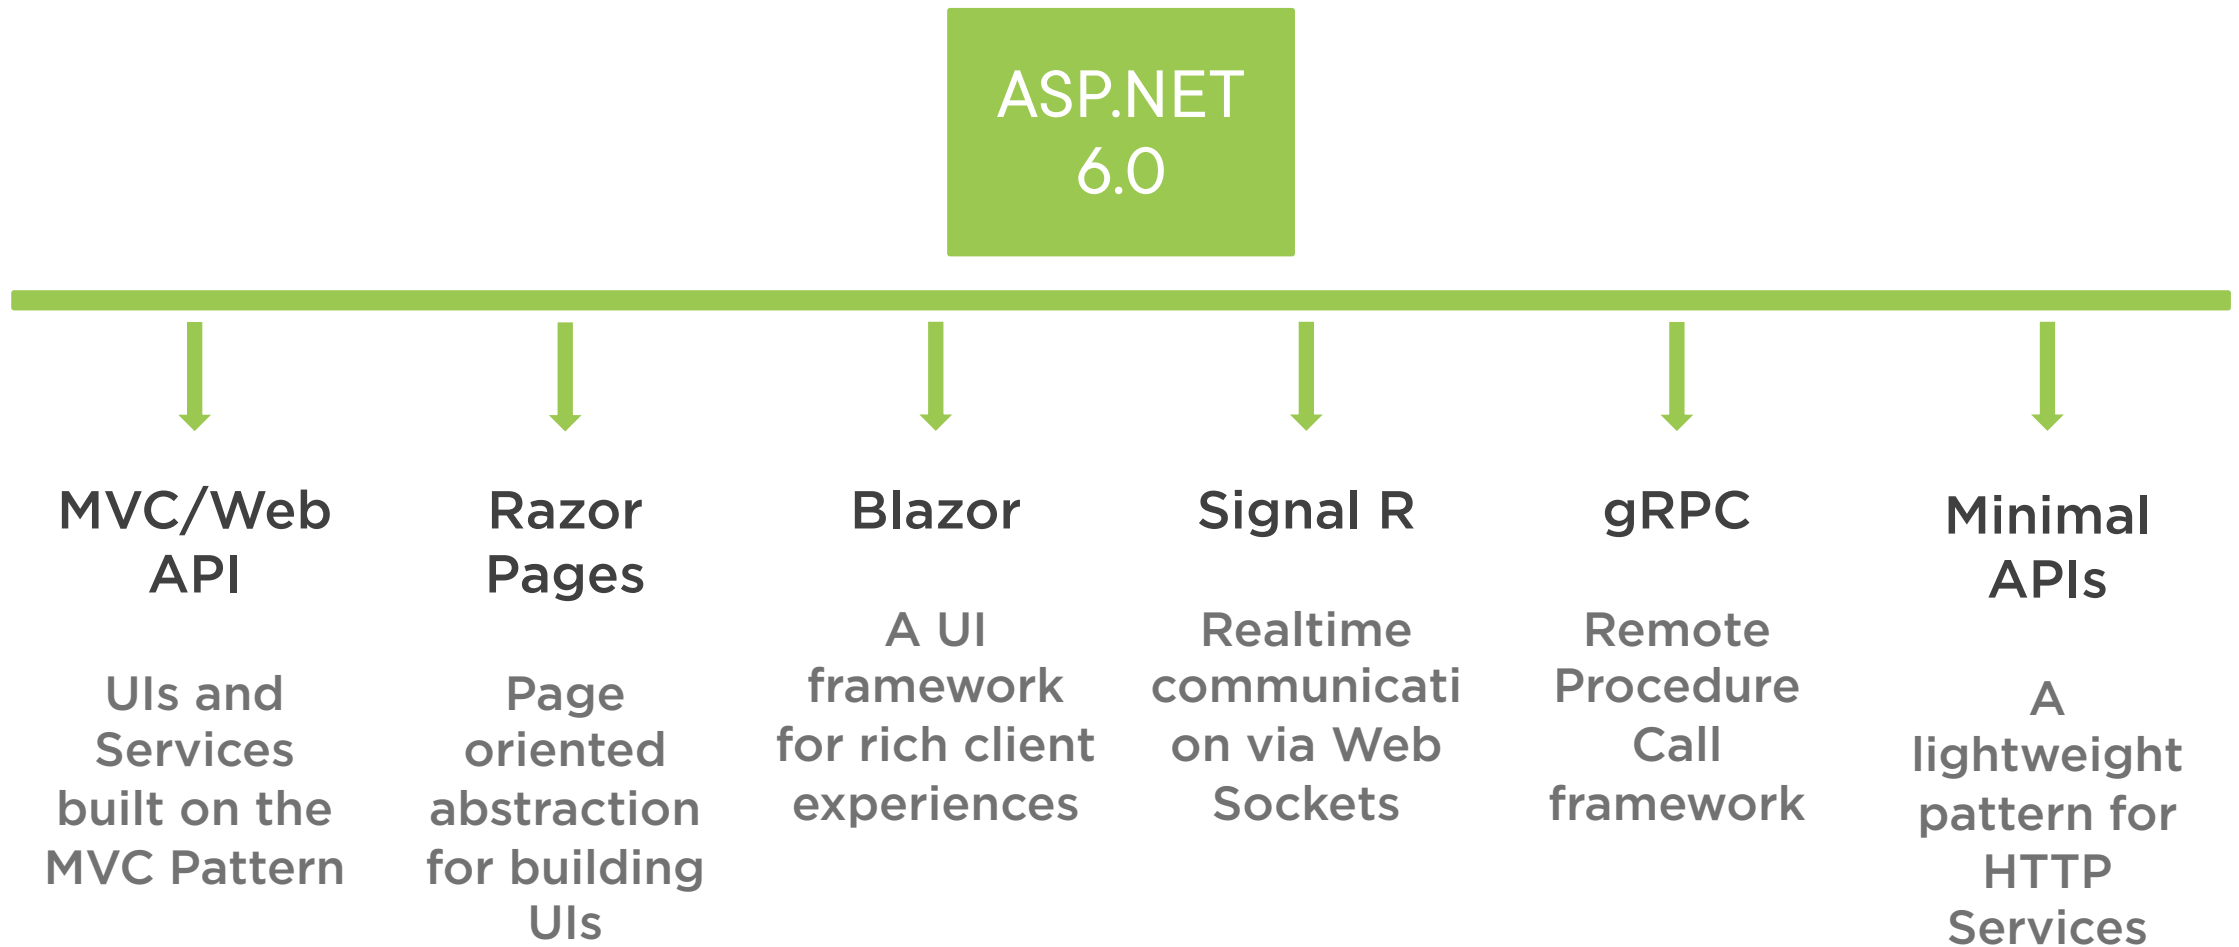 ASP.NET
6.0
MVC/Web
API
UIs and
Services
built on the
MVC Pattern
Razor
Pages
Page
oriented
abstraction
for building
UIs
Blazor
A UI
framework
for rich client
experiences
Signal R
Realtime
communicati
on via Web
Sockets
gRPC
Remote
Procedure
Call
framework
Minimal
APIs
A
lightweight
pattern for
HTTP
Services